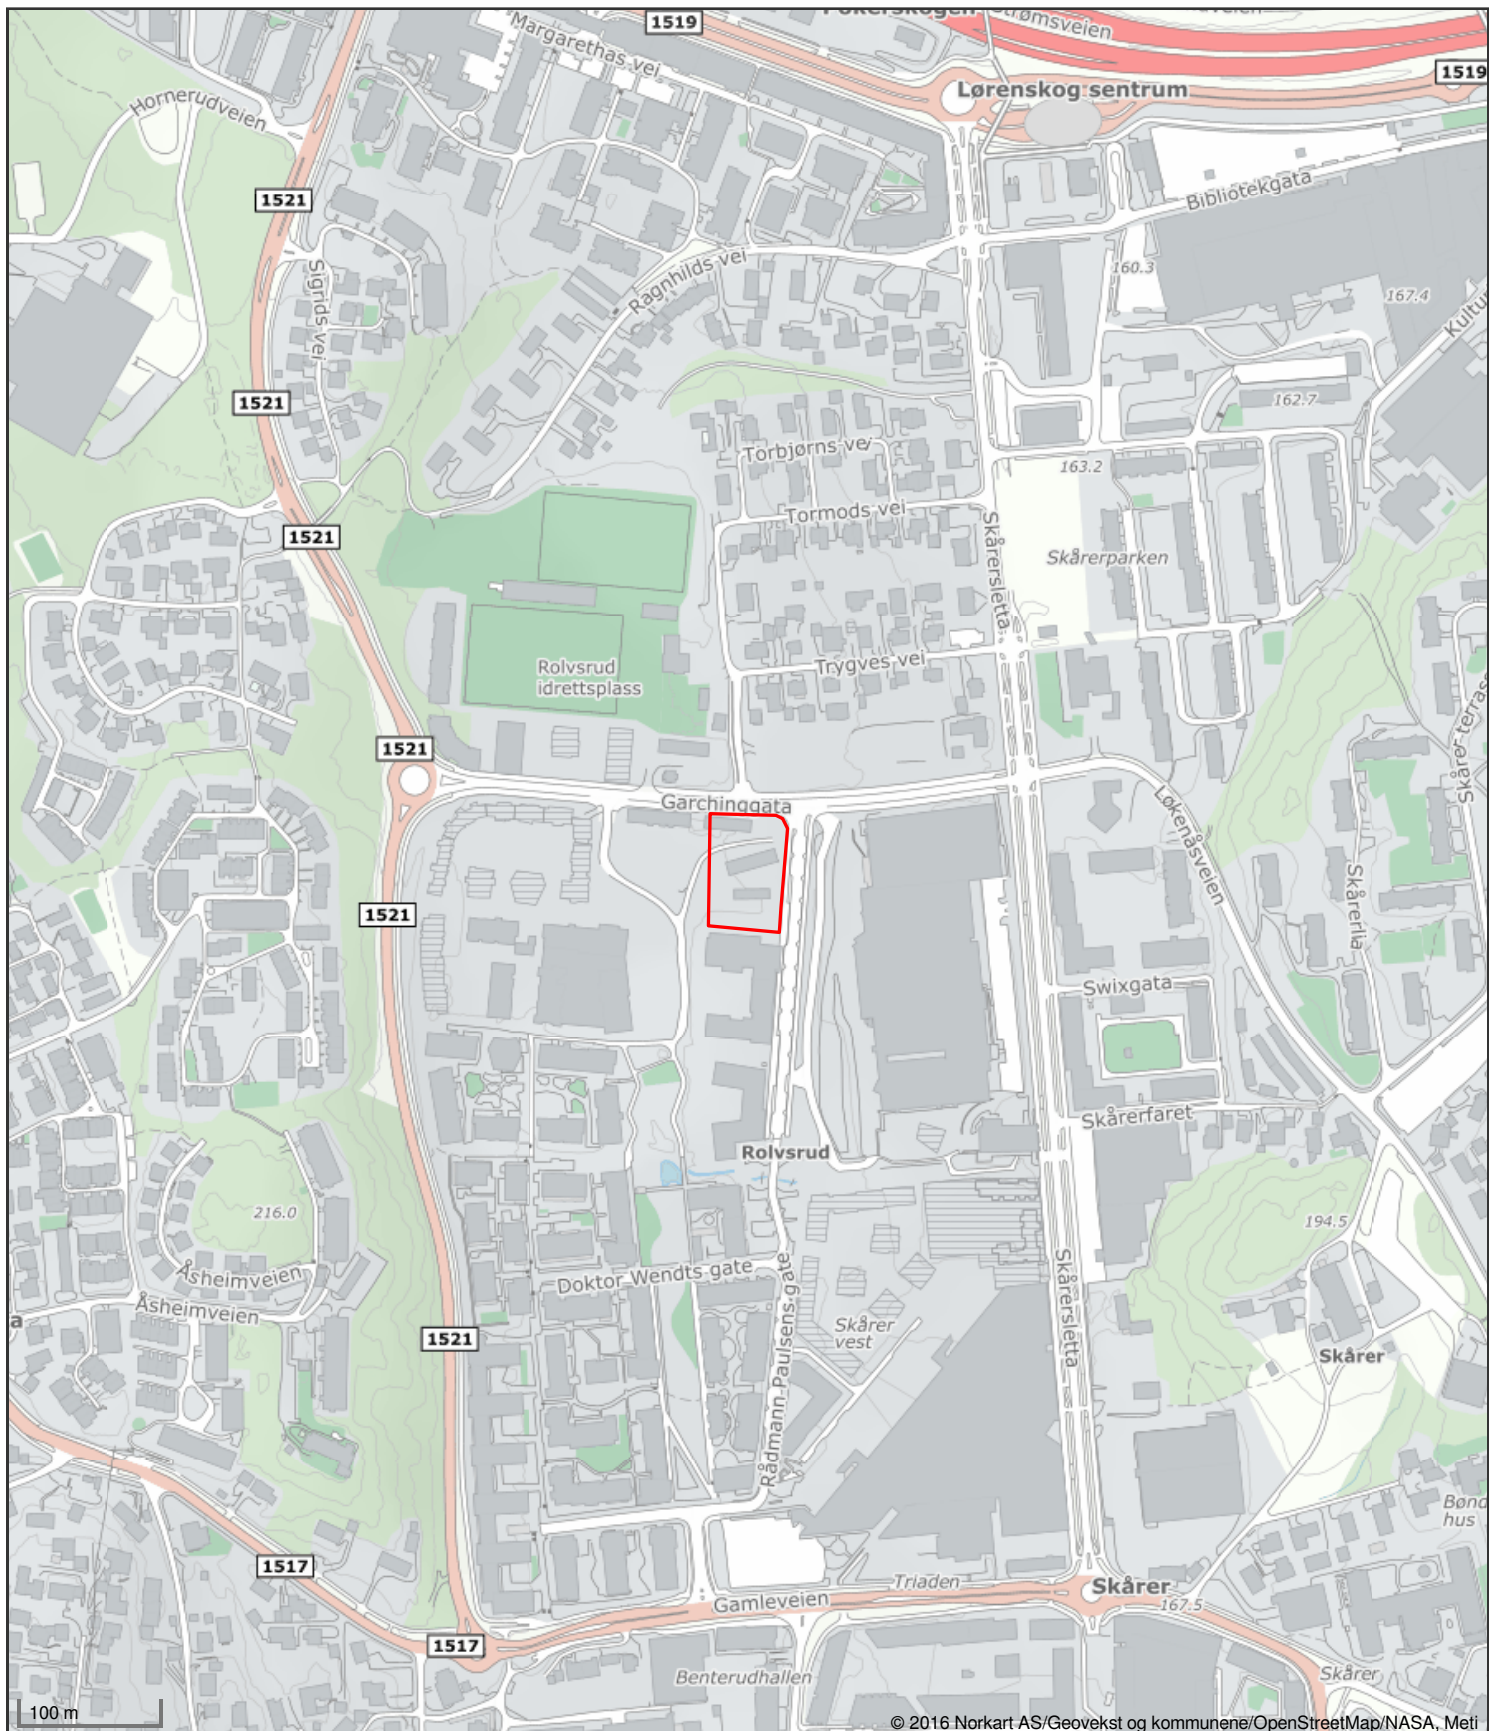 1519
Strømsveien
Margarethas vei
1519
Lørenskog sentrum
Hornerudveien
1521
Bibliotekgata
Sigrids vei
Ragnhilds vei
160.3
167.4
1521
162.7
Torbjørns vei
163.2
Tormods vei
1521
Skårersletta
Skårerparken
Rolvsrud
idrettsplass
Trygves vei
Skårer terrass
1521
Garchinggata
Løkenåsveien
1521
Skårerlia
Swixgata
Skårerfaret
Rolvsrud
216.0
194.5
Åsheimveien
Doktor Wendts gate
Åsheimveien
Rådmann Paulsens gate
Skårersletta
1521
Skårer
vest
Skårer
Bønd
hus
1517
Triaden
Skårer
Gamleveien
167.5
1517
Benterudhallen
Skårer
100 m
© 2016 Norkart AS/Geovekst og kommunene/OpenStreetMap/NASA, Meti